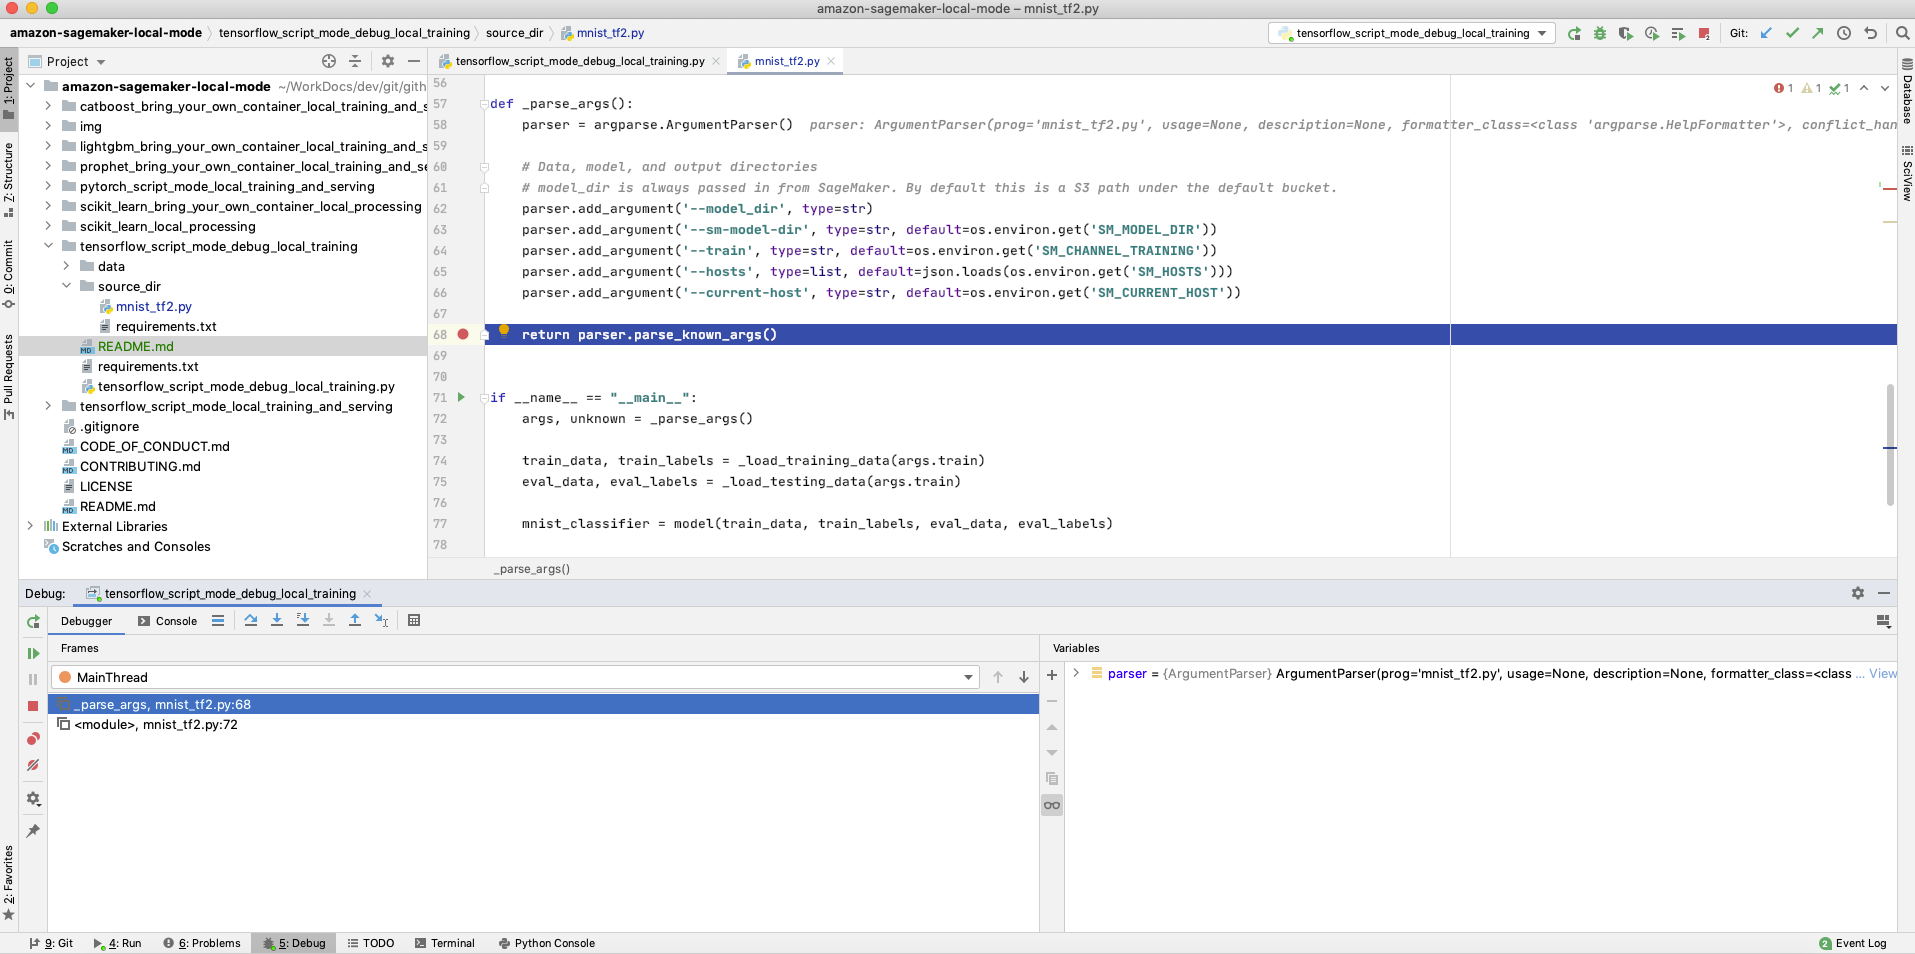 amazon-sagemaker-local-mode – mnist_tf2.py
amazon-sagemaker-local-mode tensorflow_script_mode_debug_local_training source_dir mnist_tf2.py
tensorflow_script_mode_debug_local_training Git:
Project
tensorflow_script_mode_debug_local_training.py mnist_tf2.py
1: Project
Z: Structure
0: Commit
Pull Requests
2: Favorites
amazon-sagemaker-local-mode ~/WorkDocs/dev/git/gith
catboost_bring_your_own_container_local_training_and_s
img
lightgbm_bring_your_own_container_local_training_and_s
prophet_bring_your_own_container_local_training_and_se
pytorch_script_mode_local_training_and_serving
scikit_learn_bring_your_own_container_local_processing
scikit_learn_local_processing
tensorflow_script_mode_debug_local_training
data
source_dir
mnist_tf2.py
requirements.txt
README.md
requirements.txt
tensorflow_script_mode_debug_local_training.py
tensorflow_script_mode_local_training_and_serving
.gitignore
CODE_OF_CONDUCT.md
CONTRIBUTING.md
LICENSE
README.md
External Libraries
Scratches and Consoles
1 1 1
56
57 def _parse_args():
58 parser = argparse.ArgumentParser() parser: ArgumentParser(prog='mnist_tf2.py', usage=None, description=None, formatter_class=<class 'argparse.HelpFormatter'>, conflict_han
59
60 # Data, model, and output directories
61 # model_dir is always passed in from SageMaker. By default this is a S3 path under the default bucket.
62 parser.add_argument('--model_dir', type=str)
63 parser.add_argument('--sm-model-dir', type=str, default=os.environ.get('SM_MODEL_DIR'))
64 parser.add_argument('--train', type=str, default=os.environ.get('SM_CHANNEL_TRAINING'))
65 parser.add_argument('--hosts', type=list, default=json.loads(os.environ.get('SM_HOSTS')))
66 parser.add_argument('--current-host', type=str, default=os.environ.get('SM_CURRENT_HOST'))
67
68 return parser.parse_known_args()
69
70
71 if __name__ == "__main__":
72 args, unknown = _parse_args()
73
74 train_data, train_labels = _load_training_data(args.train)
75 eval_data, eval_labels = _load_testing_data(args.train)
76
77 mnist_classifier = model(train_data, train_labels, eval_data, eval_labels)
78
_parse_args()
Database
SciView
Debug: tensorflow_script_mode_debug_local_training
Debugger Console
Frames
MainThread
_parse_args, mnist_tf2.py:68
<module>, mnist_tf2.py:72
Variables
parser = {ArgumentParser} ArgumentParser(prog='mnist_tf2.py', usage=None, description=None, formatter_class=<class ... View
9: Git 4: Run 6: Problems 5: Debug TODO Terminal Python Console
2 Event Log